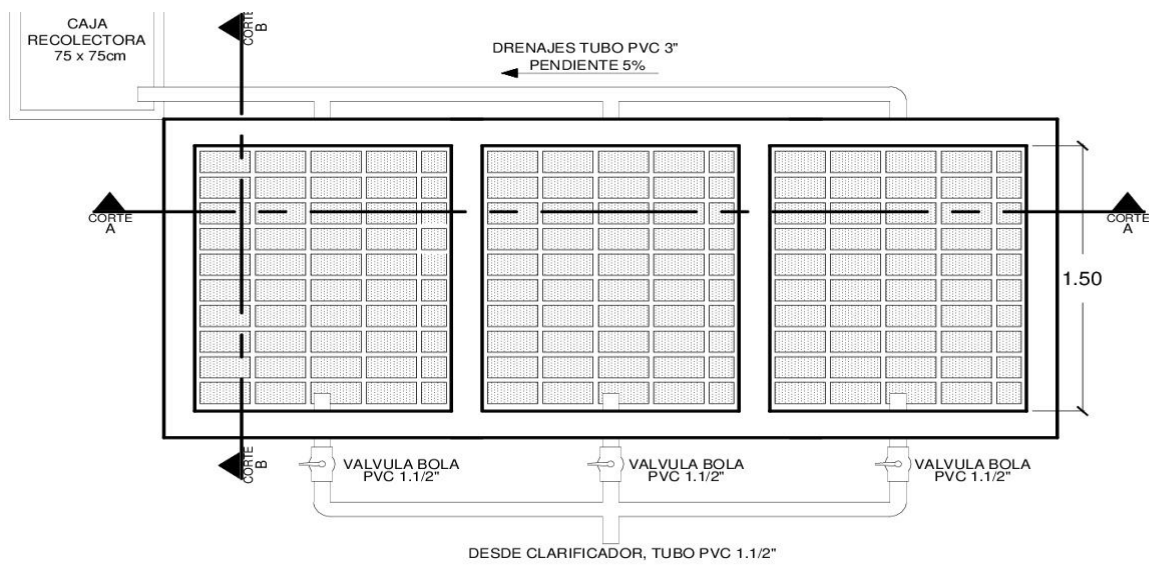 CAJA
RECOLECTORA
75 x 75cm
CORTE
B
DRENAJES TUBO PVC 3"
PENDIENTE 5%
CORTE
A
CORTE
A
1.50
CORTE
B
VALVULA BOLA
PVC 1.1/2"
VALVULA BOLA
PVC 1.1/2"
VALVULA BOLA
PVC 1.1/2"
DESDE CLARIFICADOR, TUBO PVC 1.1/2"